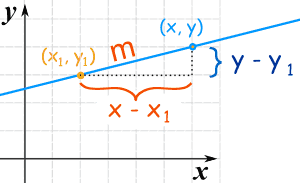 y
(x, y)
(x₁, y₁)
m
y - y₁
x - x₁
x